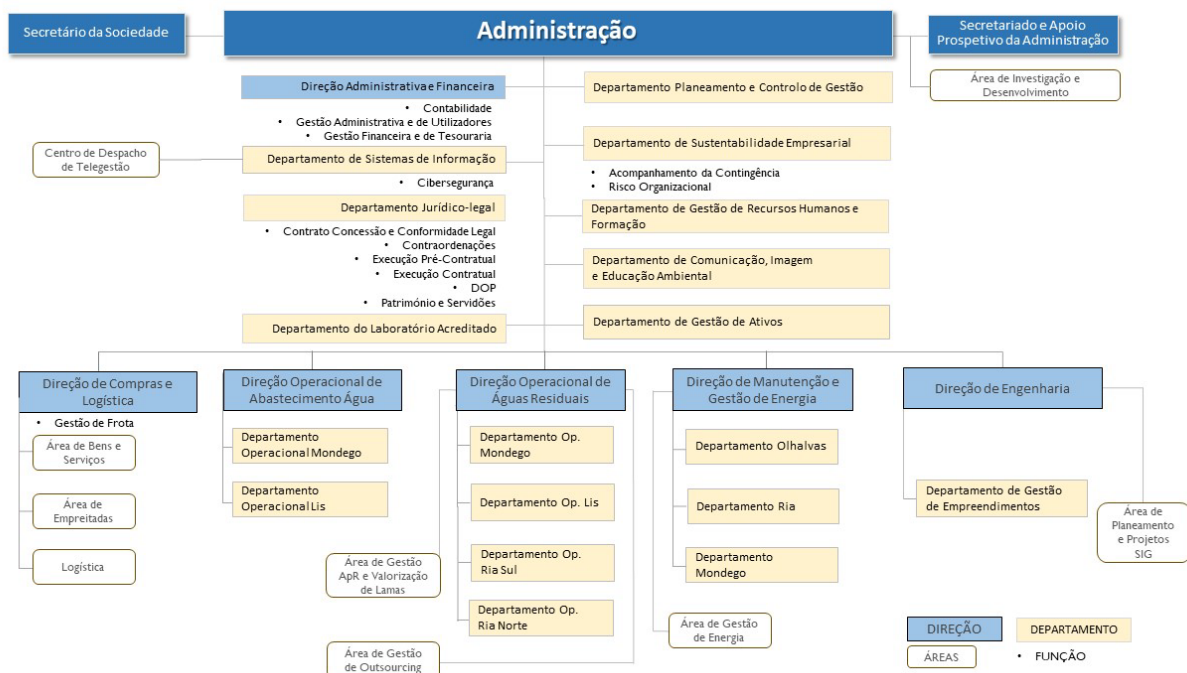 Secretário da Sociedade
Administração
Secretariado e Apoio
Prospetivo da Administração
Área de Investigação e
Desenvolvimento
Direção Administrativa e Financeira
• Contabilidade
• Gestão Administrativa e de Utilizadores
• Gestão Financeira e de Tesouraria
Departamento Planeamento e Controlo de Gestão
Centro de Despacho
de Telegestão
Departamento de Sistemas de Informação
• Cibersegurança
Departamento de Sustentabilidade Empresarial
• Acompanhamento da Contingência
• Risco Organizacional
Departamento Jurídico-legal
• Contrato Concessão e Conformidade Legal
• Contraordenações
• Execução Pré-Contratual
• Execução Contratual
• DOP
• Património e Servidões
Departamento de Gestão de Recursos Humanos e
Formação
Departamento de Comunicação, Imagem
e Educação Ambiental
Departamento do Laboratório Acreditado
Departamento de Gestão de Ativos
Direção de Compras e
Logística
• Gestão de Frota
Área de Bens e
Serviços
Área de
Empreitadas
Logística
Direção Operacional de
Abastecimento Água
Departamento
Operacional Mondego
Departamento
Operacional Lis
Direção Operacional de
Águas Residuais
Departamento Op.
Mondego
Departamento Op. Lis
Departamento Op.
Ria Sul
Departamento Op.
Ria Norte
Área de Gestão
ApR e Valorização
de Lamas
Área de Gestão
de Outsourcing
Direção de Manutenção e
Gestão de Energia
Departamento Olhalvas
Departamento Ria
Departamento
Mondego
Área de Gestão
de Energia
Direção de Engenharia
Departamento de Gestão
de Empreendimentos
Área de
Planeamento
e Projetos
SIG
DIREÇÃO
DEPARTAMENTO
ÁREAS
• FUNÇÃO